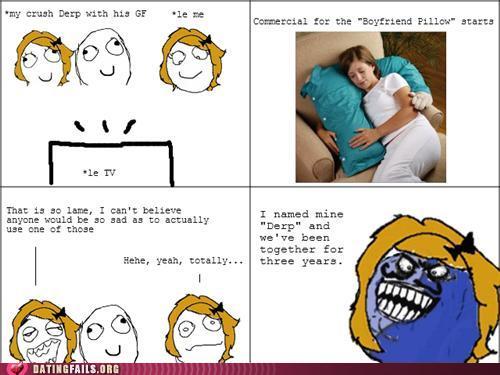 *my crush Derp with his GF
*le me
*le TV
Commercial for the "Boyfriend Pillow" starts
That is so lame, I can't believe
anyone would be so sad as to actually
use one of those
Hehe, yeah, totally...
I named mine
"Derp" and
we've been
together for
three years.
DATINGFAILS.ORG